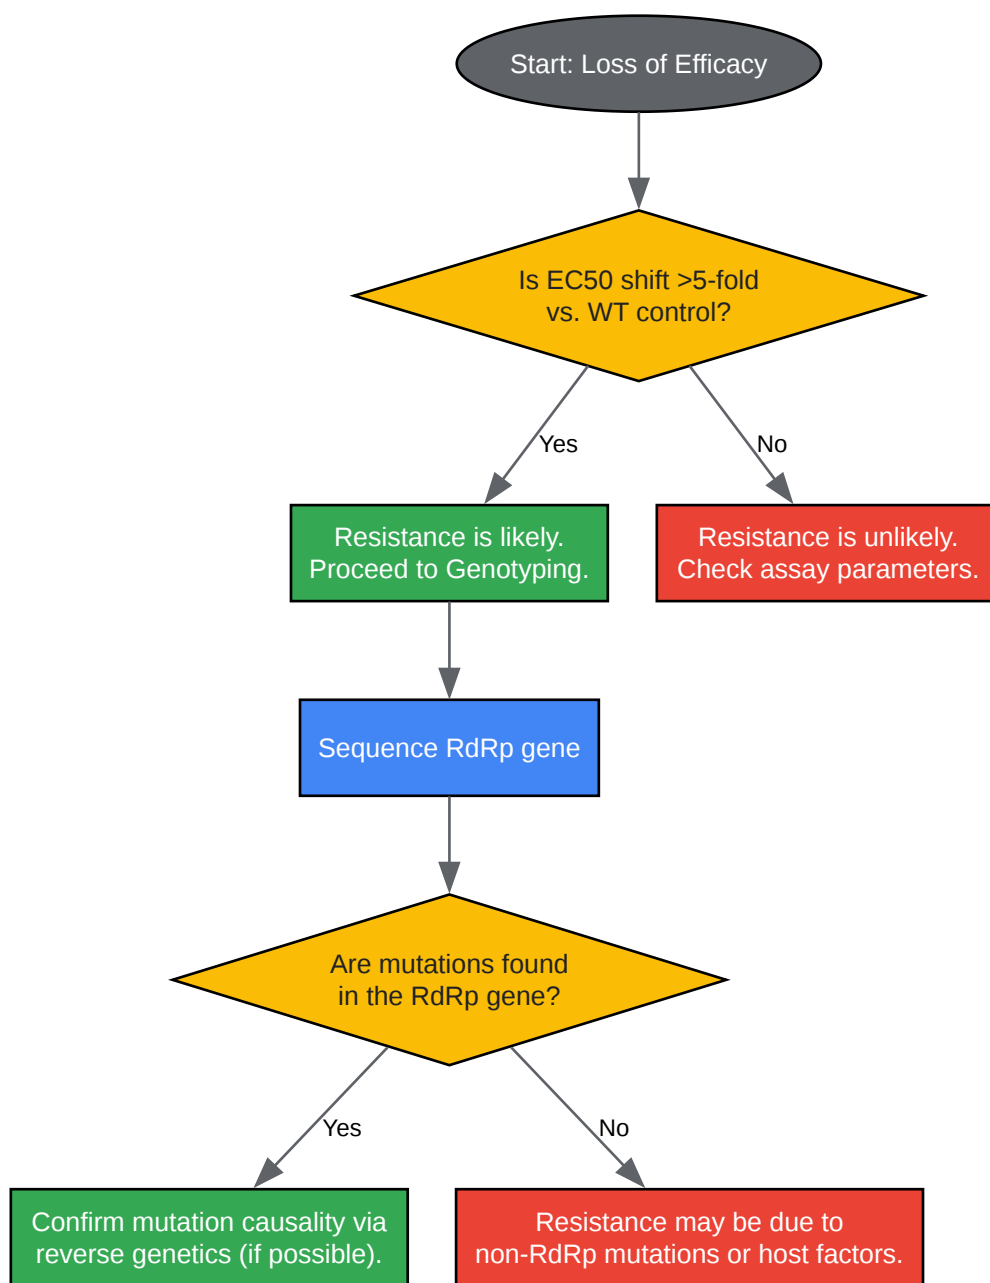 Start: Loss of Efficacy
Is EC50 shift >5-fold
vs. WT control?
Yes
No
Resistance is likely.
Proceed to Genotyping.
Resistance is unlikely.
Check assay parameters.
Sequence RdRp gene
Are mutations found
in the RdRp gene?
Yes
No
Confirm mutation causality via
reverse genetics (if possible).
Resistance may be due to
non-RdRp mutations or host factors.